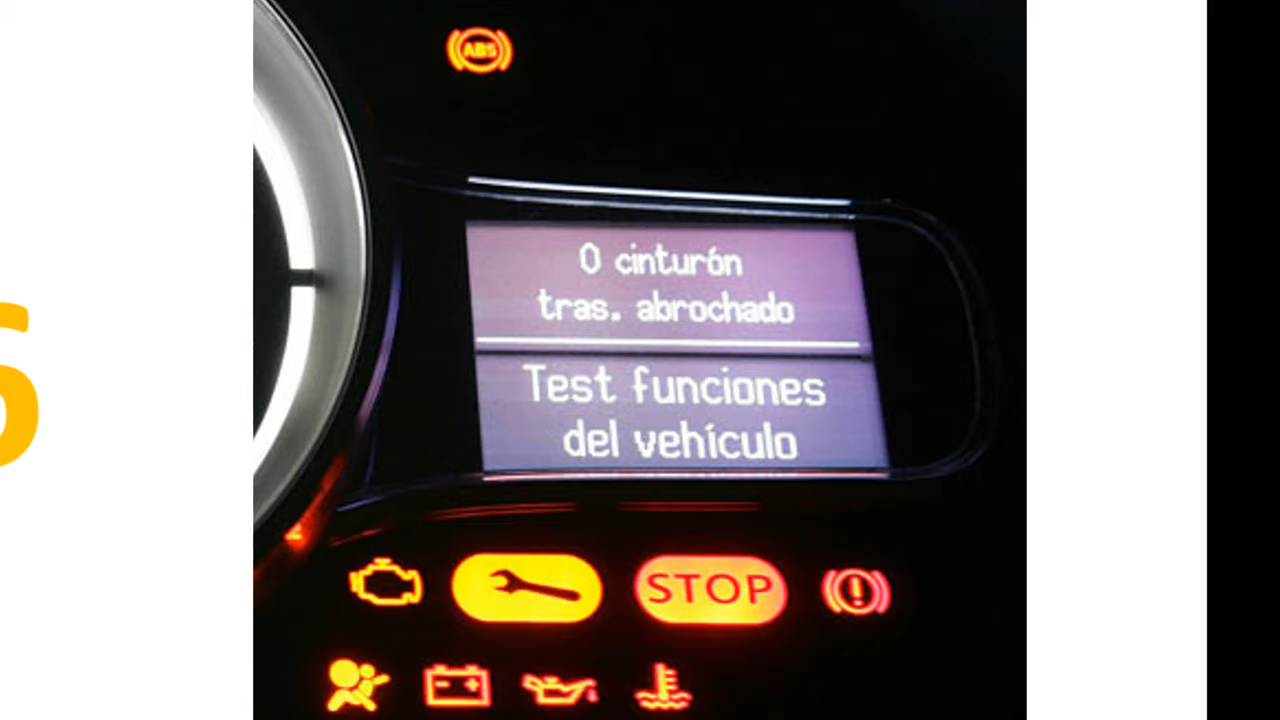 ABS
0 cinturón
tras. abrochado
Test funciones
del vehículo
STOP